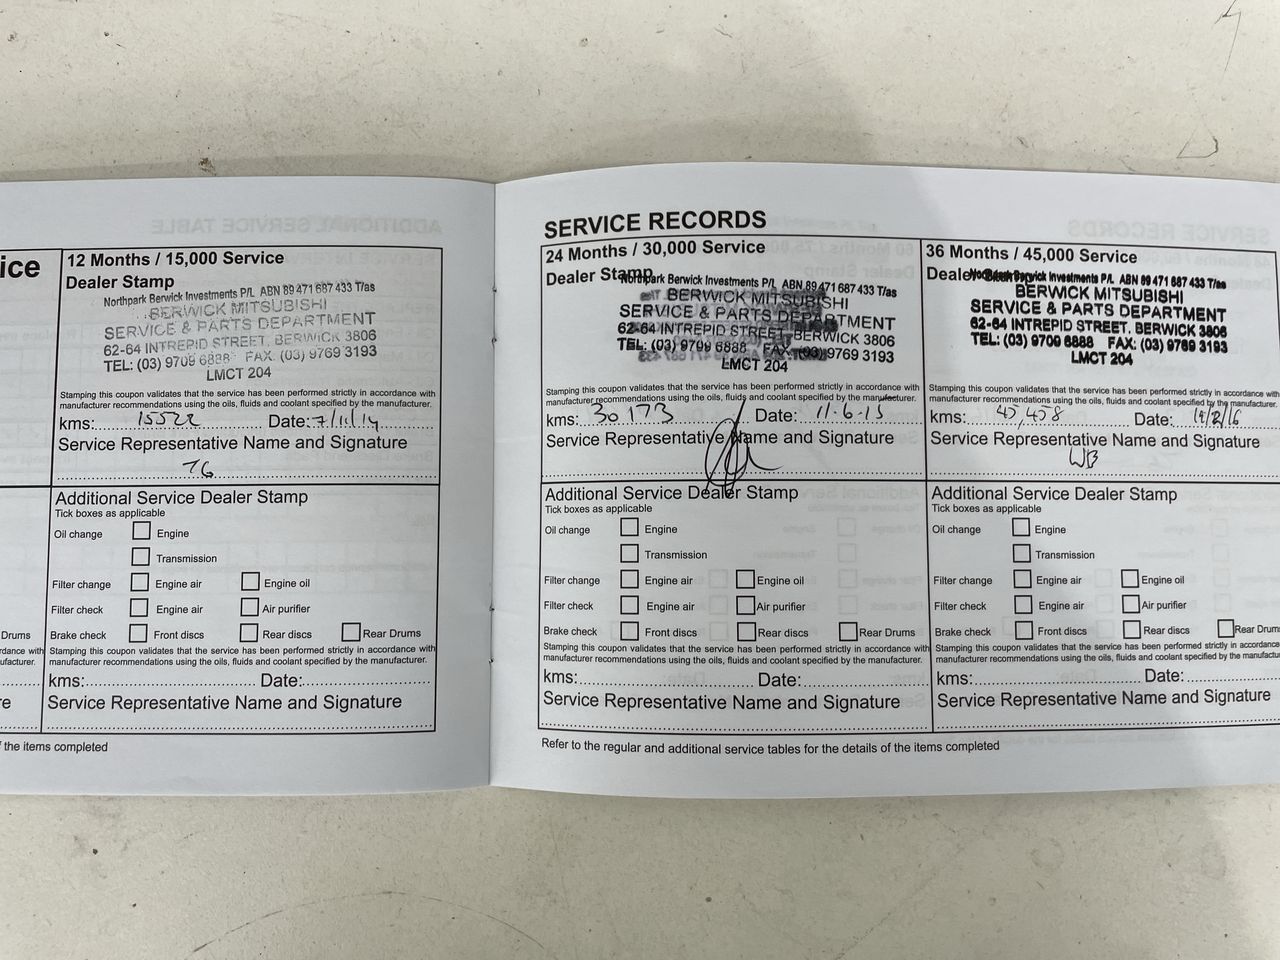 ice
Drums
rdance with
ufacturer.
re
f the items completed
12 Months / 15,000 Service
Dealer Stamp
Northpark Berwick Investments P/L ABN 89 471 687 433 T/as
BERWICK MITSUBISHI
SERVICE & PARTS DEPARTMENT
62-64 INTREPID STREET, BERWICK 3806
TEL: (03) 9709 6888 FAX: (03) 9769 3193
LMCT 204
Stamping this coupon validates that the service has been performed strictly in accordance with
manufacturer recommendations using the oils, fluids and coolant specified by the manufacturer.
kms: 15522 Date: 7/11/14
Service Representative Name and Signature
TG
Additional Service Dealer Stamp
Tick boxes as applicable
Oil change Engine
Transmission
Filter change Engine air Engine oil
Filter check Engine air Air purifier
Brake check Front discs Rear discs Rear Drums
Stamping this coupon validates that the service has been performed strictly in accordance with
manufacturer recommendations using the oils, fluids and coolant specified by the manufacturer.
kms: Date:
Service Representative Name and Signature
SERVICE RECORDS
24 Months / 30,000 Service
Dealer Stamp
Northpark Berwick Investments P/L ABN 89 471 687 433 T/as
BERWICK MITSUBISHI
SERVICE & PARTS DEPARTMENT
62-64 INTREPID STREET, BERWICK 3806
TEL: (03) 9709 6888 FAX: (03) 9769 3193
LMCT 204
Stamping this coupon validates that the service has been performed strictly in accordance with
manufacturer recommendations using the oils, fluids and coolant specified by the manufacturer.
kms: 30173 Date: 11.6.15
Service Representative Name and Signature
Additional Service Dealer Stamp
Tick boxes as applicable
Oil change Engine
Transmission
Filter change Engine air Engine oil
Filter check Engine air Air purifier
Brake check Front discs Rear discs Rear Drums
Stamping this coupon validates that the service has been performed strictly in accordance with
manufacturer recommendations using the oils, fluids and coolant specified by the manufacturer.
kms: Date:
Service Representative Name and Signature
Refer to the regular and additional service tables for the details of the items completed
36 Months / 45,000 Service
Dealer
Northpark Berwick Investments P/L ABN 89 471 687 433 T/as
BERWICK MITSUBISHI
SERVICE & PARTS DEPARTMENT
62-64 INTREPID STREET, BERWICK 3806
TEL: (03) 9709 6888 FAX: (03) 9769 3193
LMCT 204
Stamping this coupon validates that the service has been performed strictly in accordance with
manufacturer recommendations using the oils, fluids and coolant specified by the manufacturer.
kms: 45,458 Date: /2/16
Service Representative Name and Signature
WB
Additional Service Dealer Stamp
Tick boxes as applicable
Oil change Engine
Transmission
Filter change Engine air Engine oil
Filter check Engine air Air purifier
Brake check Front discs Rear discs Rear Drums
Stamping this coupon validates that the service has been performed strictly in accordance
manufacturer recommendations using the oils, fluids and coolant specified by the manufactu
kms: Date:
Service Representative Name and Signature